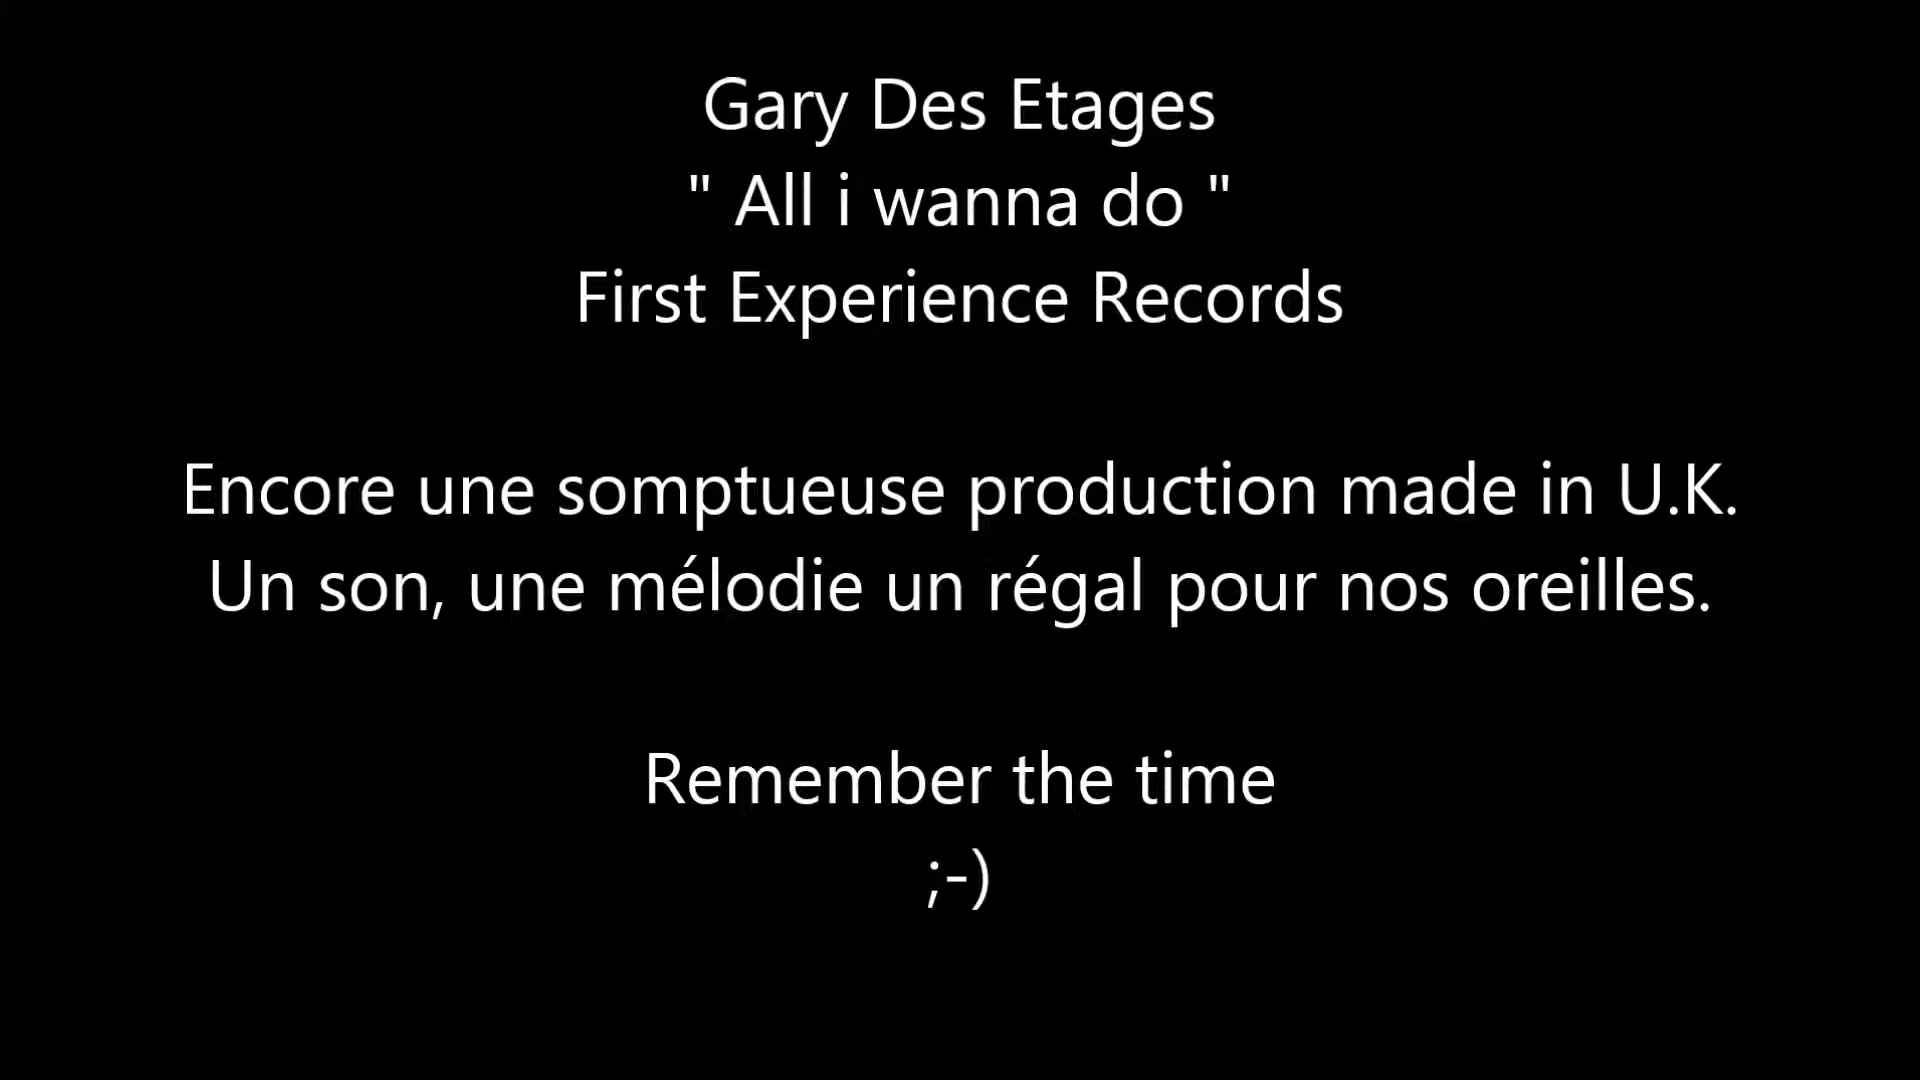 Gary Des Etages
" All i wanna do "
First Experience Records
Encore une somptueuse production made in U.K.
Un son, une mélodie un régal pour nos oreilles.
Remember the time
;-)